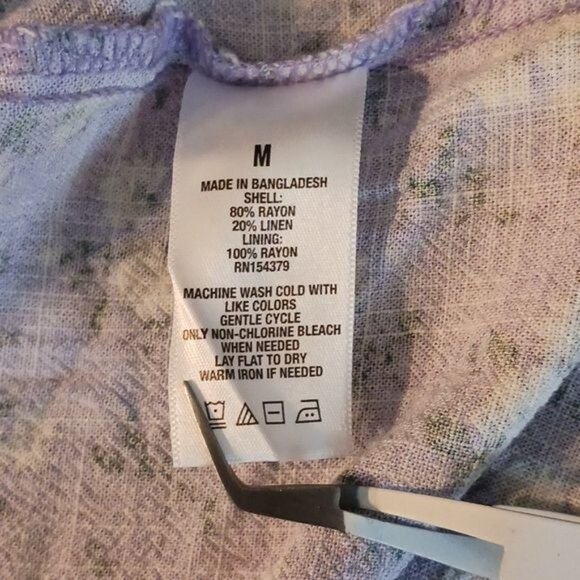 M
MADE IN BANGLADESH
SHELL:
80% RAYON
20% LINEN
LINING:
100% RAYON
RN154379
MACHINE WASH COLD WITH
LIKE COLORS
GENTLE CYCLE
ONLY NON-CHLORINE BLEACH
WHEN NEEDED
LAY FLAT TO DRY
WARM IRON IF NEEDED